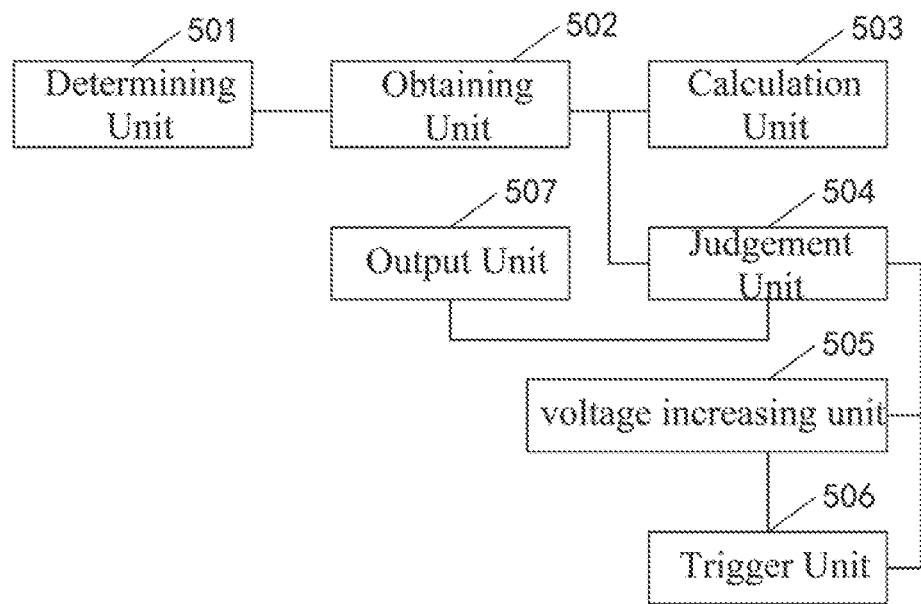 501
502
503
Determining
Unit
Obtaining
Unit
Calculation
Unit
507
504
Output Unit
Judgement
Unit
505
voltage increasing unit
506
Trigger Unit